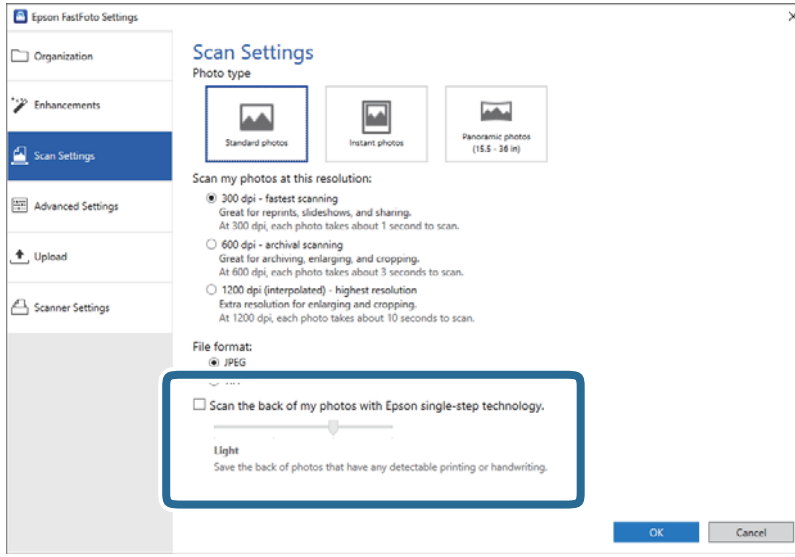 Epson FastFoto Settings
Organization
Enhancements
Scan Settings
Advanced Settings
Upload
Scanner Settings
Scan Settings
Photo type
Standard photos
Instant photos
Panoramic photos
(15.5 - 36 in)
Scan my photos at this resolution:
300 dpi - fastest scanning
Great for reprints, slideshows, and sharing.
At 300 dpi, each photo takes about 1 second to scan.
600 dpi - archival scanning
Great for archiving, enlarging, and cropping.
At 600 dpi, each photo takes about 3 seconds to scan.
1200 dpi (interpolated) - highest resolution
Extra resolution for enlarging and cropping.
At 1200 dpi, each photo takes about 10 seconds to scan.
File format:
JPEG
Scan the back of my photos with Epson single-step technology.
Light
Save the back of photos that have any detectable printing or handwriting.
OK
Cancel